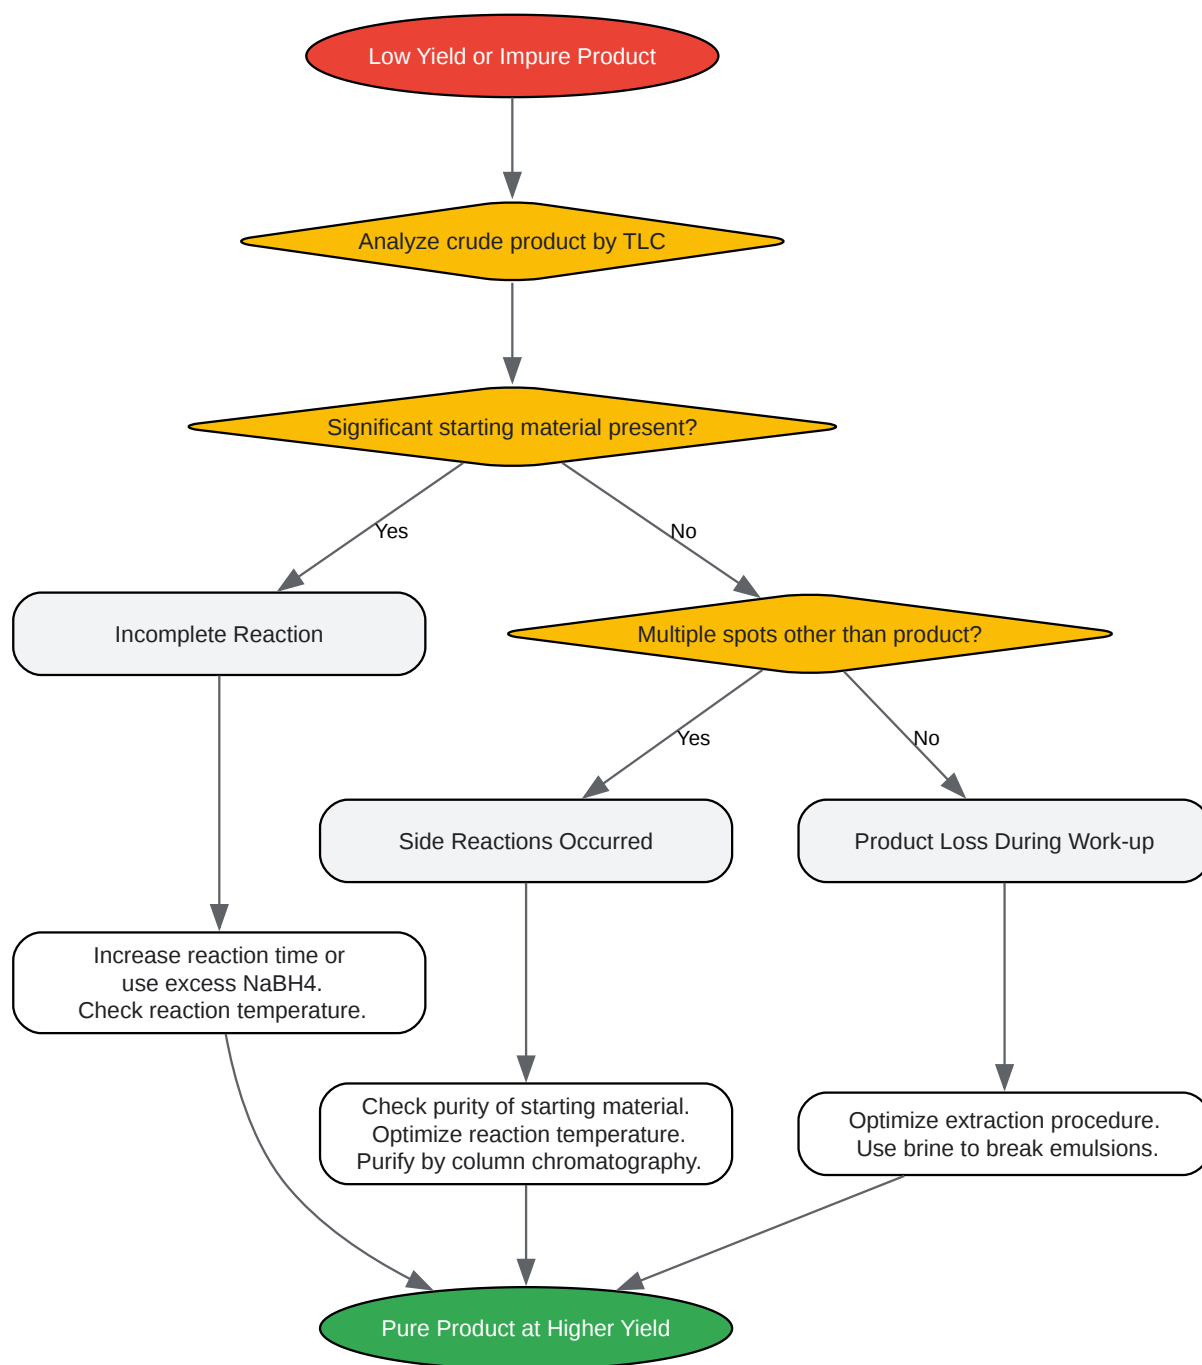 Low Yield or Impure Product
Analyze crude product by TLC
Significant starting material present?
Yes
No
Incomplete Reaction
Multiple spots other than product?
Yes
No
Side Reactions Occurred
Product Loss During Work-up
Increase reaction time or
use excess NaBH4.
Check reaction temperature.
Check purity of starting material.
Optimize reaction temperature.
Purify by column chromatography.
Optimize extraction procedure.
Use brine to break emulsions.
Pure Product at Higher Yield